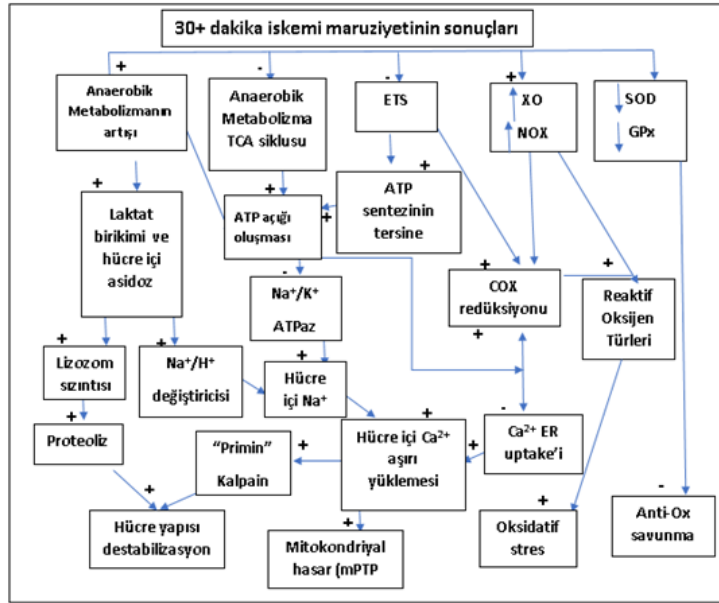 30+ dakika iskemi maruziyetinin sonuçları
+
-
-
+
Anaerobik
Metabolizmanın
artışı
Anaerobik
Metabolizma
TCA siklusu
ETS
XO
NOX
SOD
GPx
+
+
+
Laktat
birikimi ve
hücre içi
asidoz
ATP açığı
oluşması
+
ATP
sentezinin
tersine
-
Na⁺/K⁺
ATPaz
+
COX
redüksiyonu
+
+
Reaktif
Oksijen
Türleri
+
Lizozom
sızıntısı
+
Na⁺/H⁺
değiştiricisi
+
Hücre
içi Na⁺
+
Proteoliz
"Primin"
Kalpain
+
+
Hücre içi Ca²⁺
aşırı
yüklemesi
+
-
Ca²⁺ ER
uptake'i
+
Hücre yapısı
destabilizasyon
+
Mitokondriyal
hasar (mPTP
+
Oksidatif
stres
-
Anti-Ox
savunma